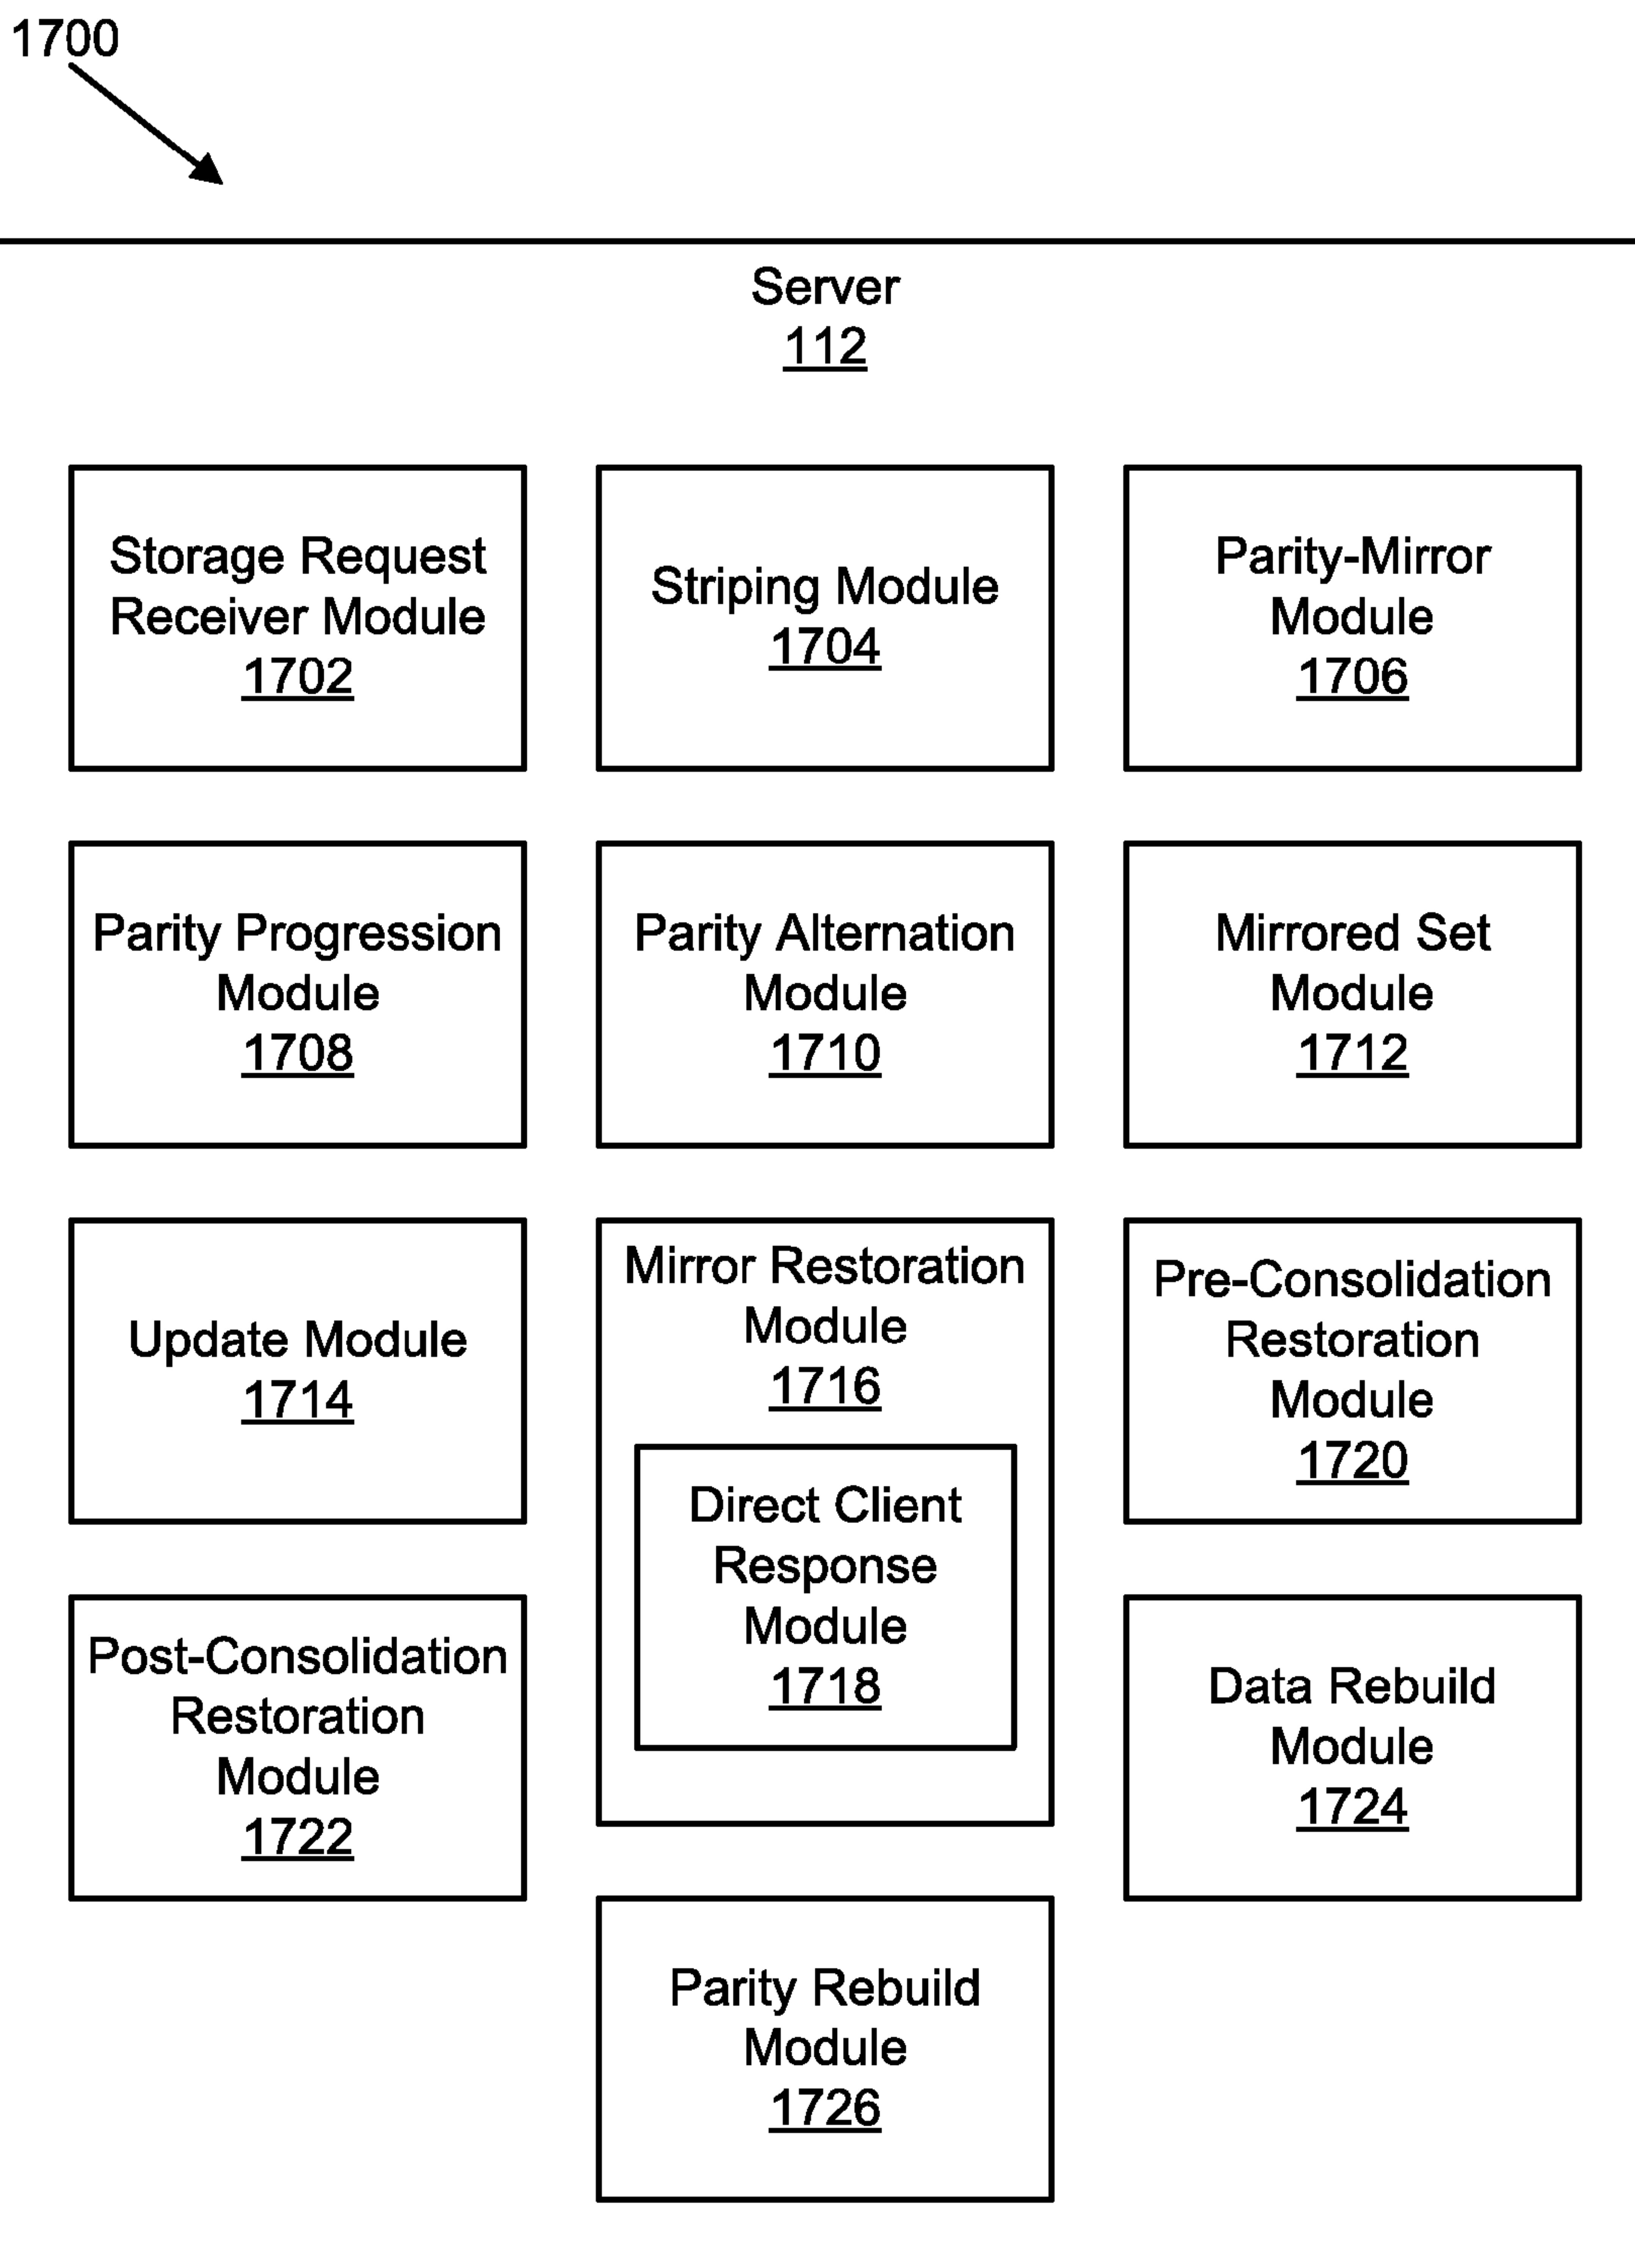 1700
Server
112
Storage Request
Receiver Module
1702
Striping Module
1704
Parity-Mirror
Module
1706
Parity Progression
Module
1708
Parity Alternation
Module
1710
Mirrored Set
Module
1712
Update Module
1714
Mirror Restoration
Module
1716
Direct Client
Response
Module
1718
Pre-Consolidation
Restoration
Module
1720
Post-Consolidation
Restoration
Module
1722
Data Rebuild
Module
1724
Parity Rebuild
Module
1726